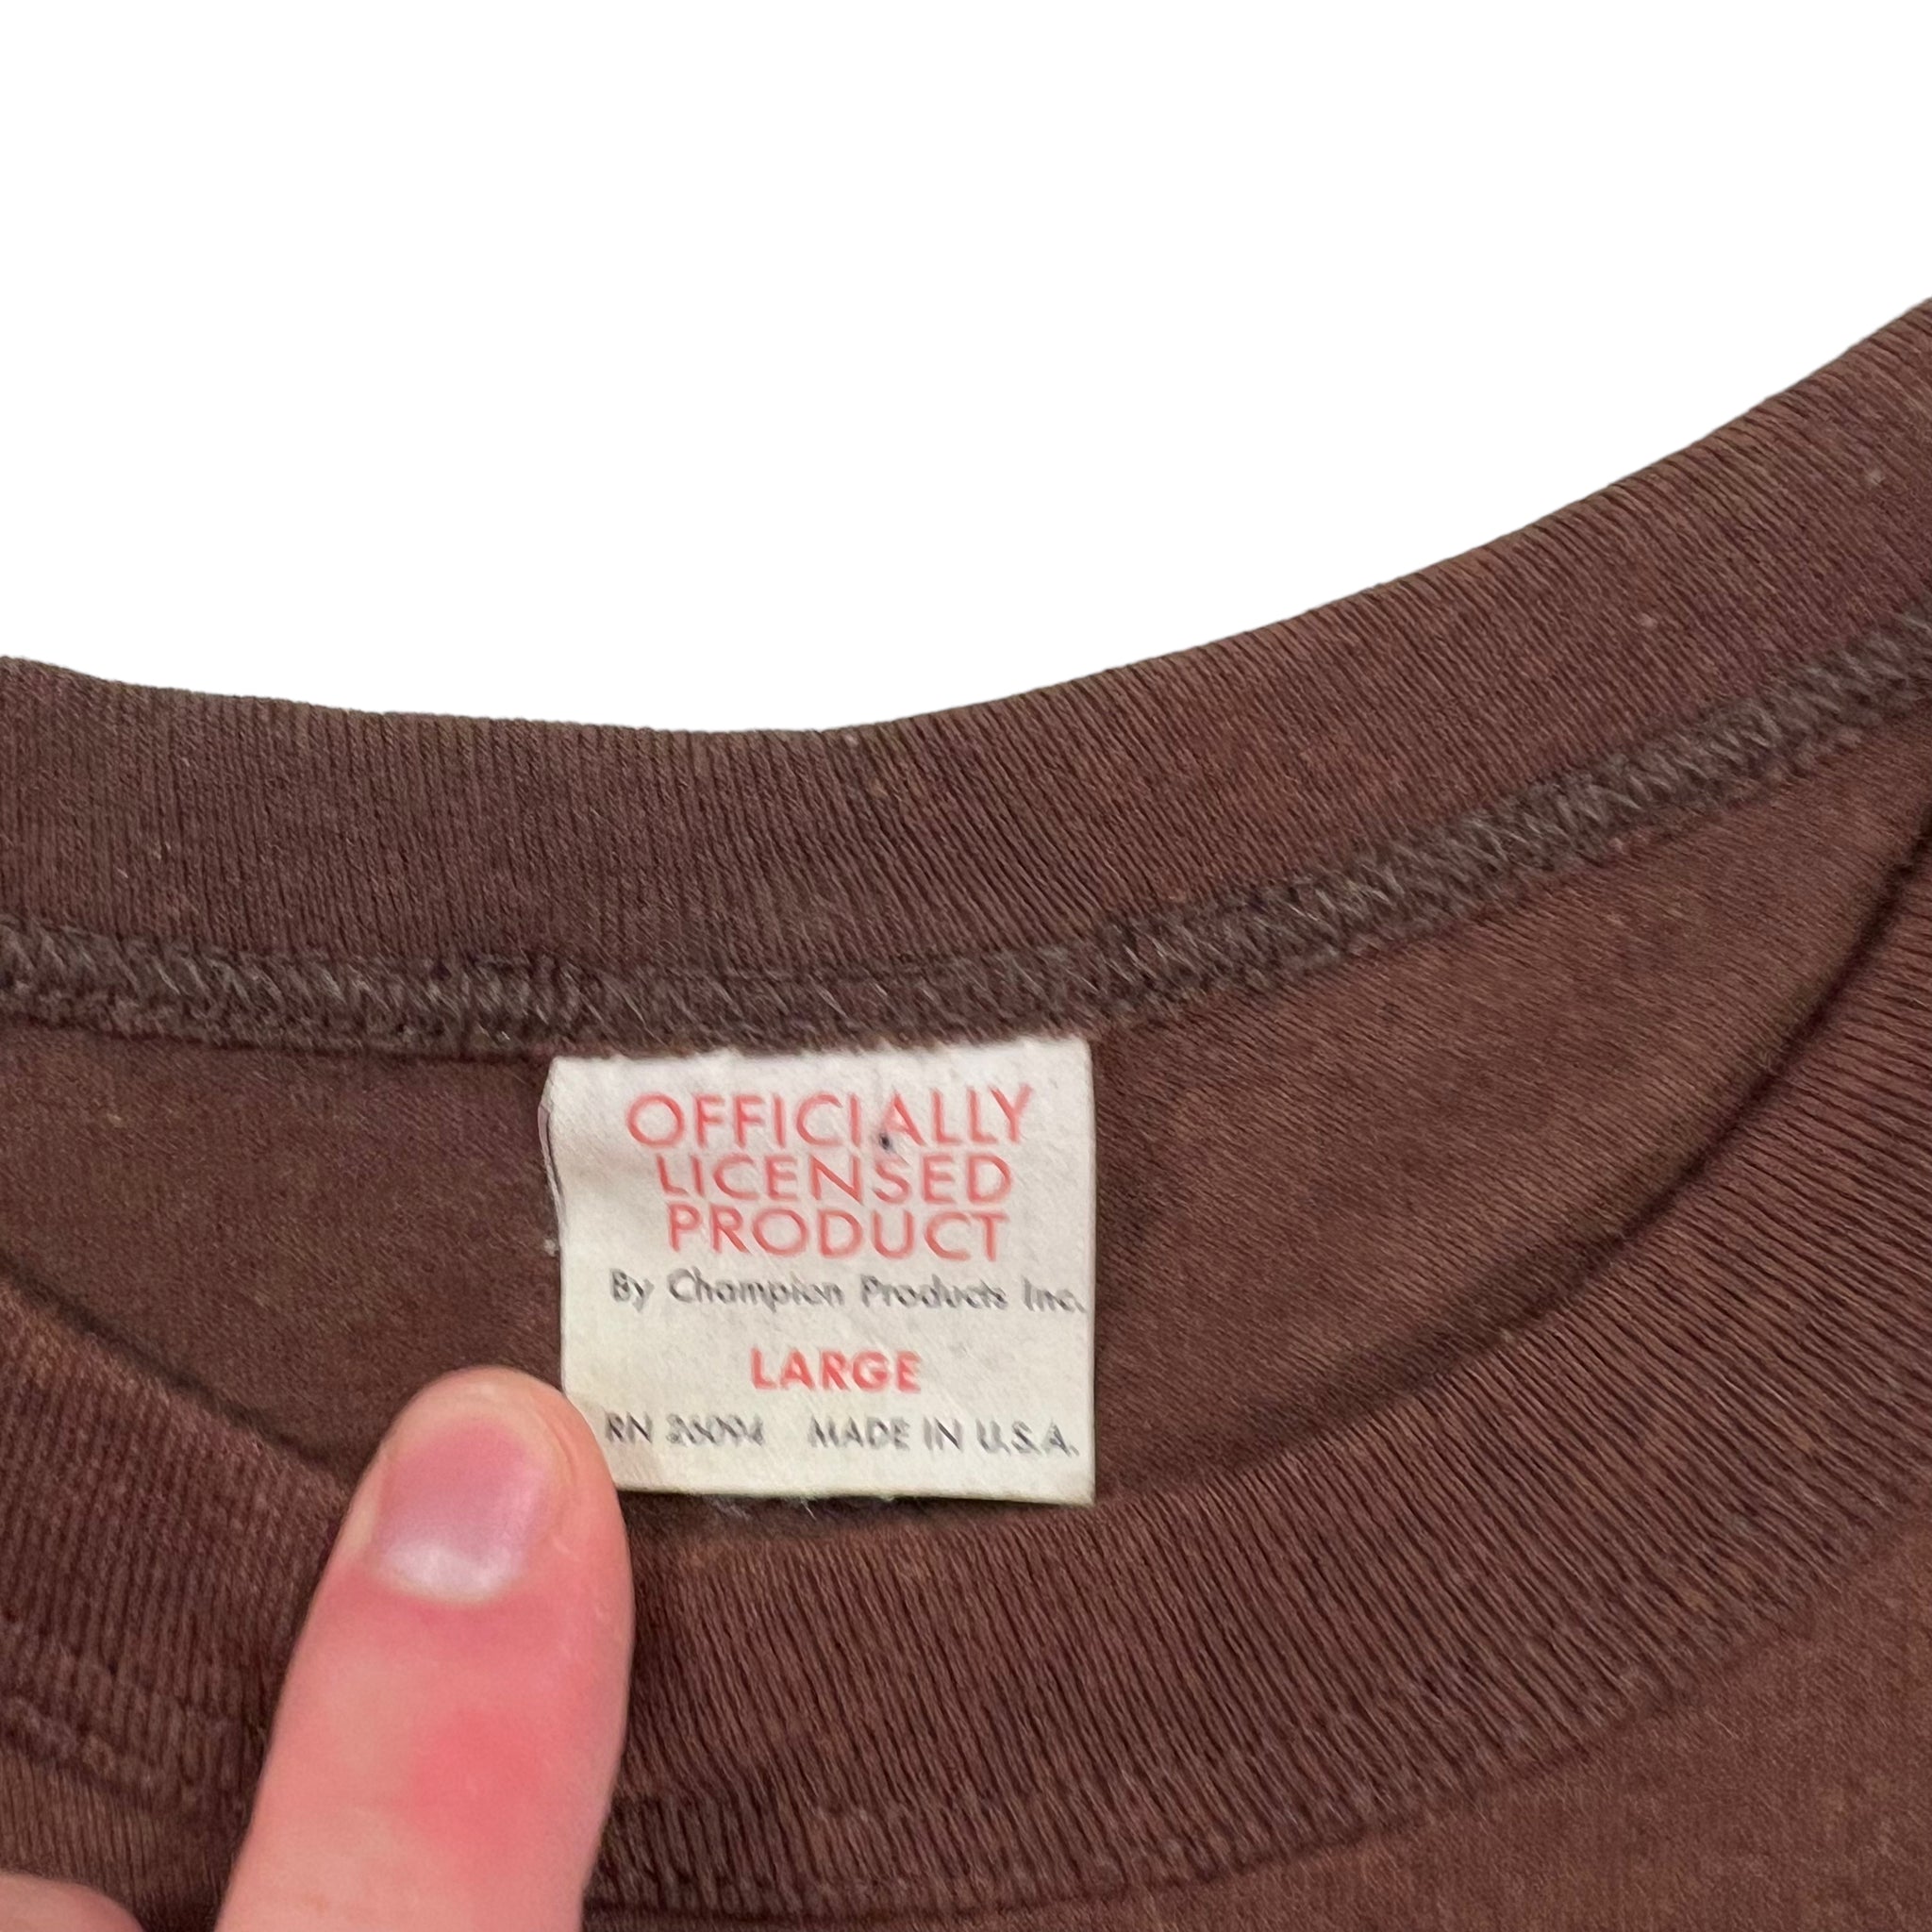 OFFICIALLY
LICENSED
PRODUCT
By Champion Products Inc.
LARGE
RN 26094 MADE IN U.S.A.